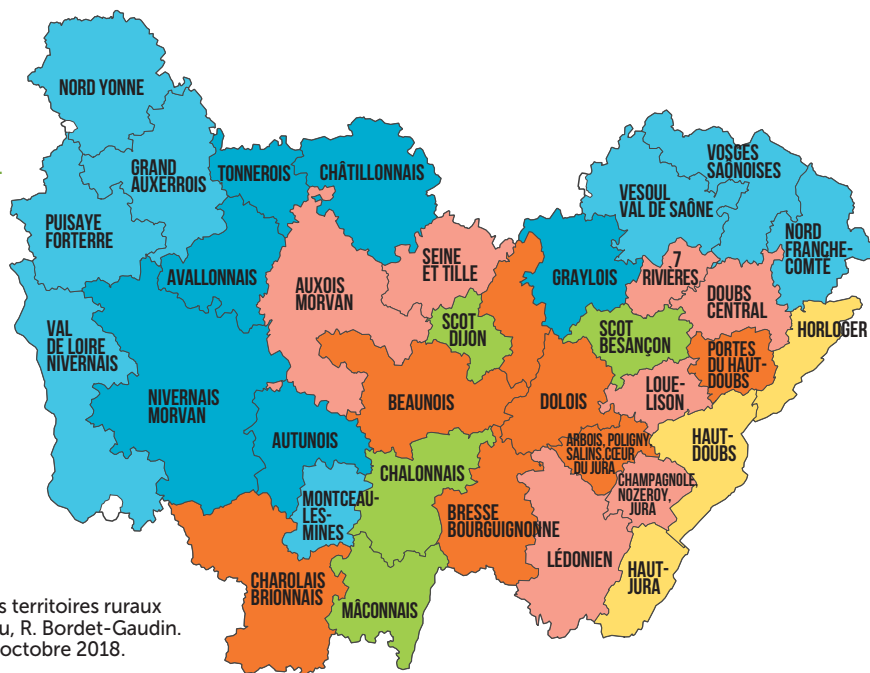 NORD YONNE
GRAND
AUXERROIS
TONNEROIS
CHÂTILLONNAIS
PUISAYE
FORTERRE
AVALLONNAIS
AUXOIS
MORVAN
SEINE
ET TILLE
SCOT
DIJON
GRAYLOIS
VESOUL
VAL DE SAÔNE
VOSGES
SAÔNOISES
NORD
FRANCHE-
COMTÉ
7
RIVIÈRES
DOUBS
CENTRAL
HORLOGER
SCOT
BESANÇON
PORTES
DU HAUT-
DOUBS
VAL
DE LOIRE
NIVERNAIS
NIVERNAIS
MORVAN
BEAUNOIS
DOLOIS
LOUE-
LISON
AUTUNOIS
CHALONNAIS
ARBOIS, POLIGNY,
SALINS,CŒUR
DU JURA
HAUT-
DOUBS
MONTCEAU-
LES-
MINES
BRESSE
BOURGUIGNONNE
CHAMPAGNOLE,
NOZEROY,
JURA
LÉDONIEN
HAUT-
JURA
CHAROLAIS
BRIONNAIS
MÂCONNAIS
s territoires ruraux
u, R. Bordet-Gaudin.
octobre 2018.